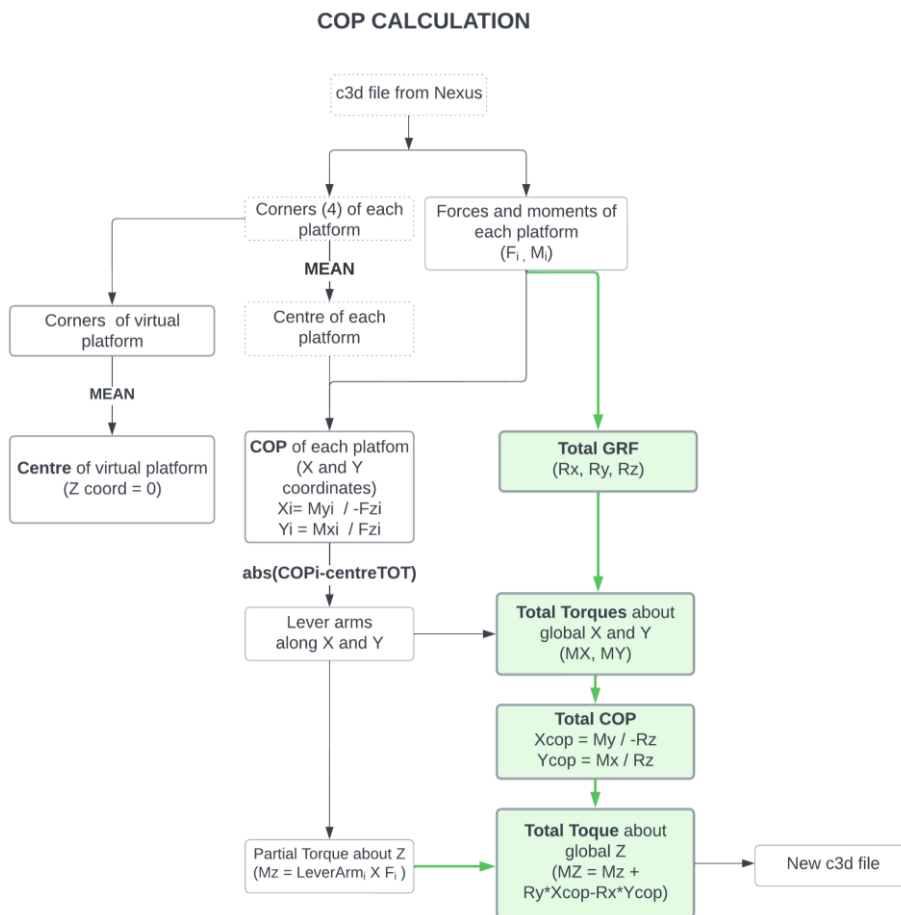 COP CALCULATION
c3d file from Nexus
Corners (4) of each
platform
Forces and moments of
each platform
(Fi , Mi)
MEAN
Corners of virtual
platform
Centre of each
platform
MEAN
Centre of virtual platform
(Z coord = 0)
COP of each platfom
(X and Y
coordinates)
Xi= Myi / -Fzi
Yi = Mxi / Fzi
Total GRF
(Rx, Ry, Rz)
abs(COPi-centreTOT)
Lever arms
along X and Y
Total Torques about
global X and Y
(MX, MY)
Total COP
Xcop = My / -Rz
Ycop = Mx / Rz
Partial Torque about Z
(Mz = LeverArmi X Fi )
Total Toque about
global Z
(MZ = Mz +
Ry*Xcop-Rx*Ycop)
New c3d file